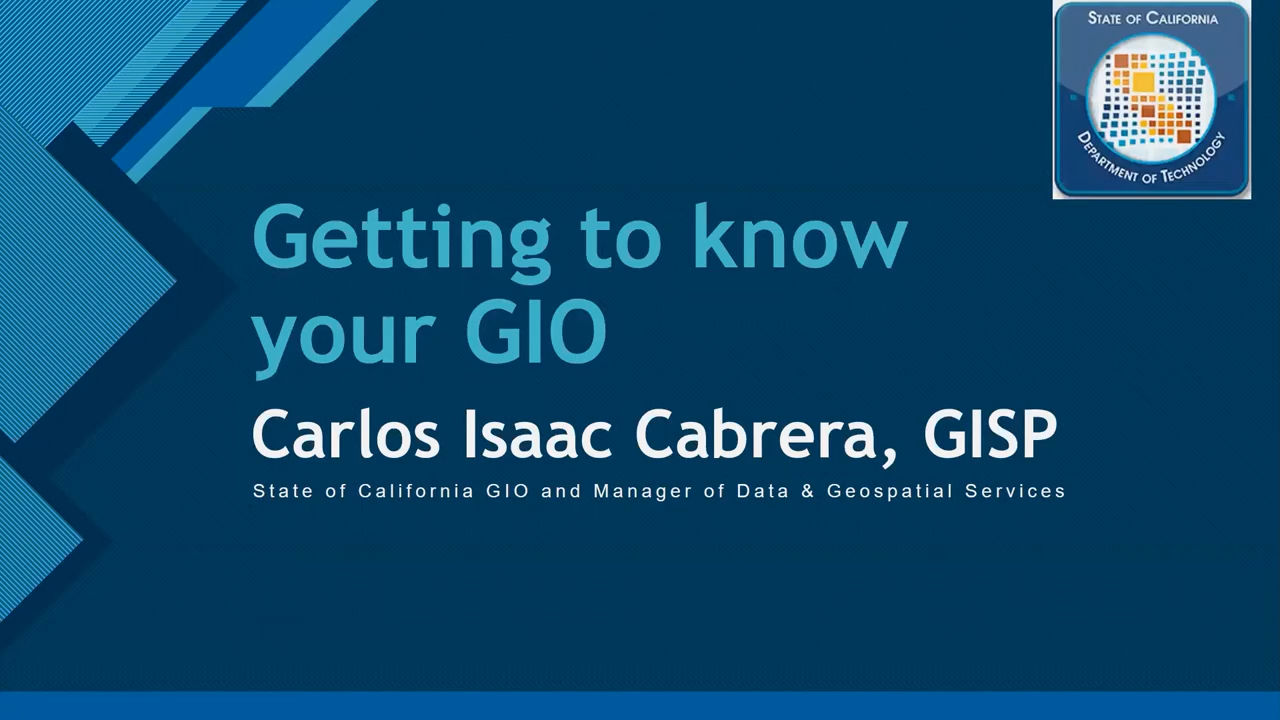 STATE OF CALIFORNIA
DEPARTMENT OF TECHNOLOGY
Getting to know
your GIO
Carlos Isaac Cabrera, GISP
State of California GIO and Manager of Data & Geospatial Services